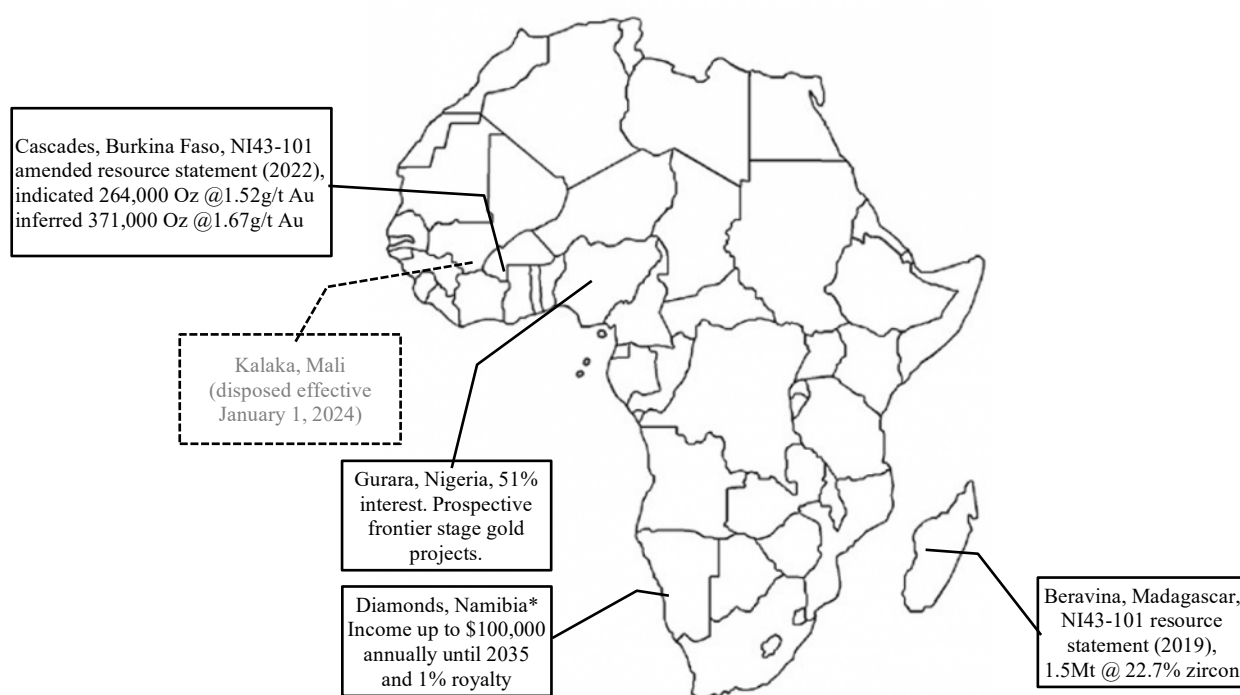 Cascades, Burkina Faso, NI43-101
amended resource statement (2022),
indicated 264,000 Oz @1.52g/t Au
inferred 371,000 Oz @1.67g/t Au
Kalaka, Mali
(disposed effective
January 1, 2024)
Gurara, Nigeria, 51%
interest. Prospective
frontier stage gold
projects.
Diamonds, Namibia*
Income up to $100,000
annually until 2035
and 1% royalty
Beravina, Madagascar,
NI43-101 resource
statement (2019),
1.5Mt @ 22.7% zircon